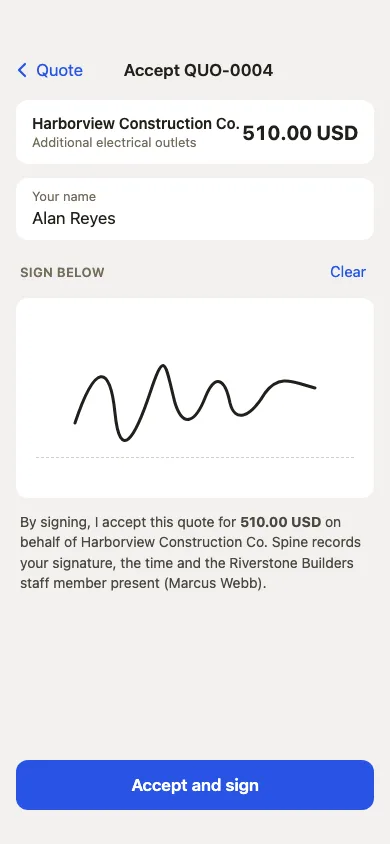 Quote
Accept QUO-0004
Harborview Construction Co.
510.00 USD
Additional electrical outlets
Your name
Alan Reyes
SIGN BELOW
Clear
By signing, I accept this quote for 510.00 USD on
behalf of Harborview Construction Co. Spine records
your signature, the time and the Riverstone Builders
staff member present (Marcus Webb).
Accept and sign